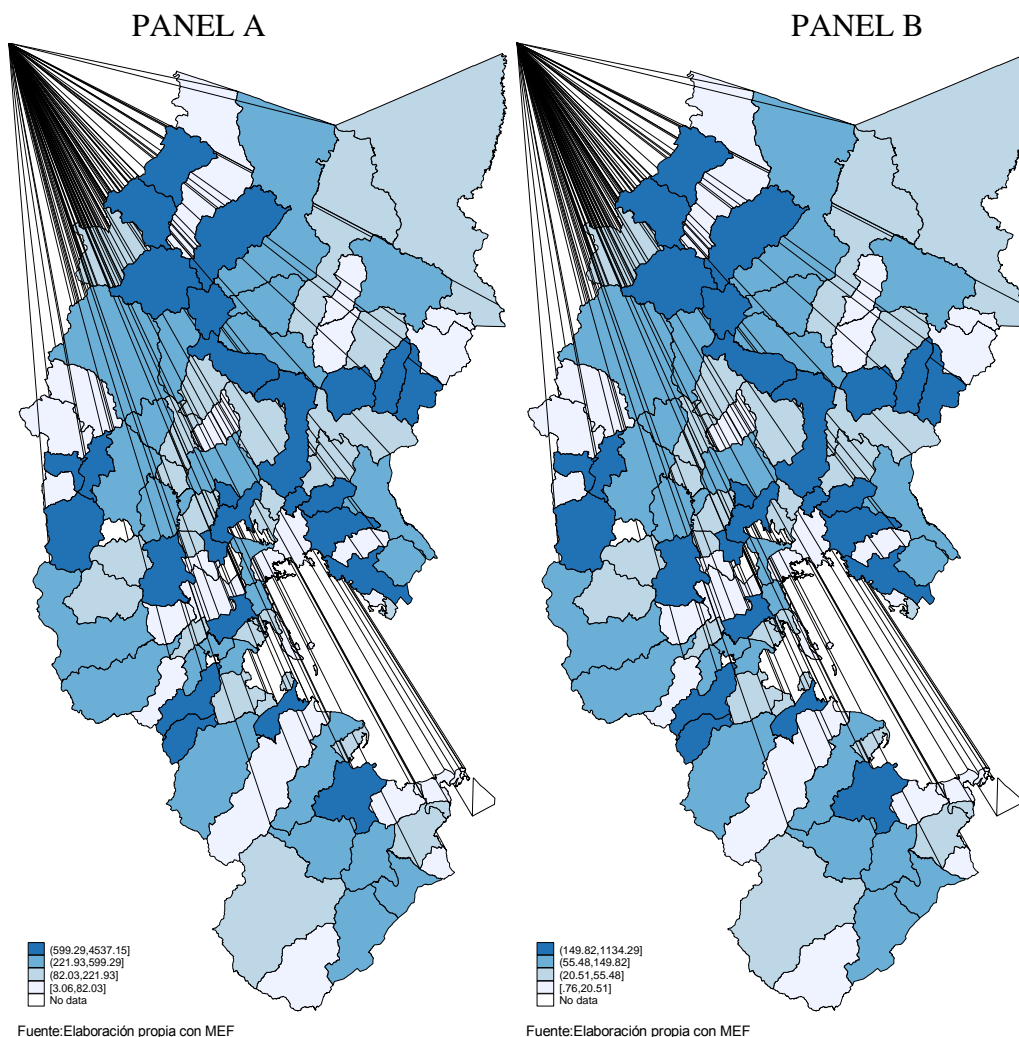 PANEL A
PANEL B
(599.29,4537.15]
(221.93,599.29]
(82.03,221.93]
[3.06,82.03]
No data
Fuente:Elaboración propia con MEF
(149.82,1134.29]
(55.48,149.82]
(20.51,55.48]
[.76,20.51]
No data
Fuente:Elaboración propia con MEF